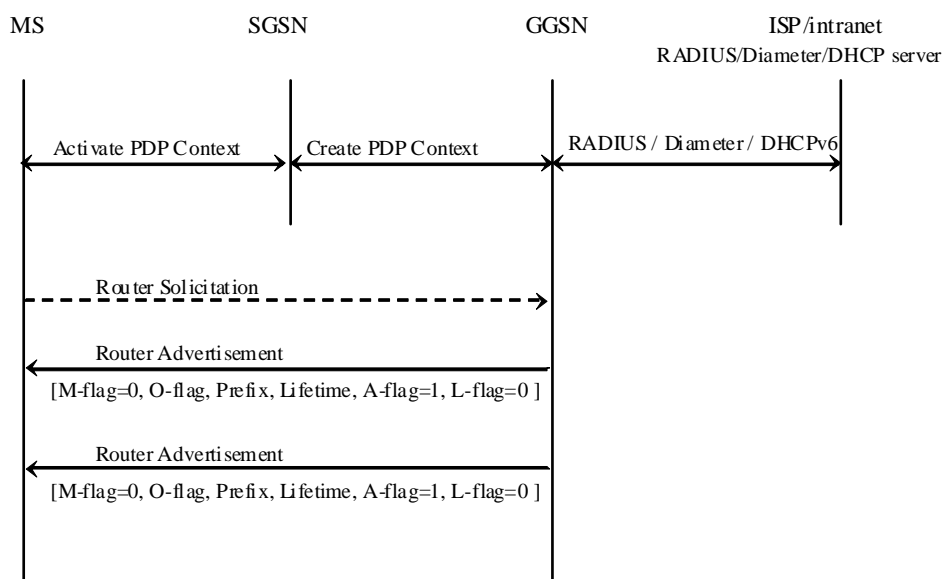 MS SGSN GGSN ISP/intranet
RADIUS/Diameter/DHCP server
Activate PDP Context Create PDP Context RADIUS / Diameter / DHCPv6
Router Solicitation
Router Advertisement
[M-flag=0, O-flag, Prefix, Lifetime, A-flag=1, L-flag=0 ]
Router Advertisement
[M-flag=0, O-flag, Prefix, Lifetime, A-flag=1, L-flag=0 ]